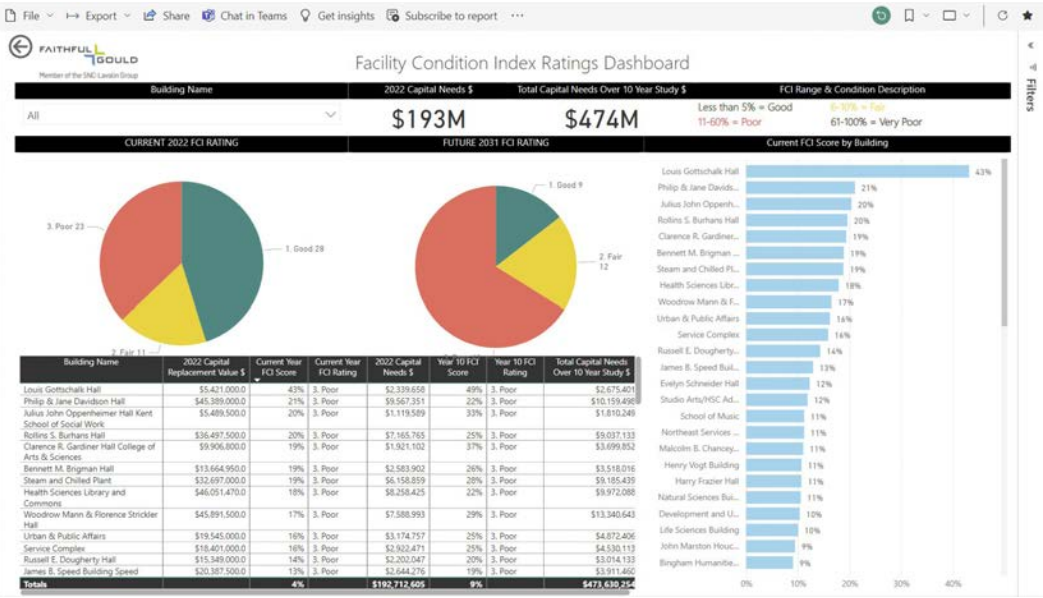 File Export Share Chat in Teams Get insights Subscribe to report ...
FAITHFUL
GOULD
Member of the SNC-Lavalin Group
Facility Condition Index Ratings Dashboard
Filters
Building Name
All
2022 Capital Needs $
$193M
Total Capital Needs Over 10 Year Study $
$474M
FCI Range & Condition Description
Less than 5% = Good 6-10% = Fair
11-60% = Poor 61-100% = Very Poor
CURRENT 2022 FCI RATING
3. Poor 23
1. Good 28
2. Fair 11
FUTURE 2031 FCI RATING
1. Good 9
2. Fair
12
Current FCI Score by Building
Louis Gottschalk Hall 43%
Philip & Jane Davids... 21%
Julius John Oppenh... 20%
Rollins S. Burhans Hall 20%
Clarence R. Gardiner... 19%
Bennett M. Brigman ... 19%
Steam and Chilled Pl... 19%
Health Sciences Libr... 18%
Woodrow Mann & F... 17%
Urban & Public Affairs 16%
Service Complex 16%
Russell E. Dougherty... 14%
James B. Speed Buil... 13%
Evelyn Schneider Hall 12%
Studio Arts/HSC Ad... 12%
School of Music 11%
Northeast Services ... 11%
Malcolm B. Chancey... 11%
Henry Vogt Building 11%
Harry Frazier Hall 11%
Natural Sciences Bui... 11%
Development and U... 10%
Life Sciences Building 10%
John Marston Houc... 9%
Bingham Humanitie... 9%
0% 10% 20% 30% 40%
Building Name 2022 Capital Current Year Current Year 2022 Capital Year 10 FCI Year 10 FCI Total Capital Needs
Replacement Value $ FCI Score FCI Rating Needs $ Score Rating Over 10 Year Study $
Louis Gottschalk Hall $5,421,000.0 43% 3. Poor $2,339,658 49% 3. Poor $2,675,401
Philip & Jane Davidson Hall $45,389,000.0 21% 3. Poor $9,567,351 22% 3. Poor $10,159,498
Julius John Oppenheimer Hall Kent $5,489,500.0 20% 3. Poor $1,119,589 33% 3. Poor $1,810,249
School of Social Work
Rollins S. Burhans Hall $36,497,500.0 20% 3. Poor $7,165,765 25% 3. Poor $9,037,133
Clarence R. Gardiner Hall College of $9,906,800.0 19% 3. Poor $1,921,102 37% 3. Poor $3,699,852
Arts & Sciences
Bennett M. Brigman Hall $13,664,950.0 19% 3. Poor $2,583,902 26% 3. Poor $3,518,016
Steam and Chilled Plant $32,697,000.0 19% 3. Poor $6,158,859 28% 3. Poor $9,185,439
Health Sciences Library and $46,051,470.0 18% 3. Poor $8,258,425 22% 3. Poor $9,972,088
Commons
Woodrow Mann & Florence Strickler $45,891,500.0 17% 3. Poor $7,588,993 29% 3. Poor $13,340,643
Hall
Urban & Public Affairs $19,545,000.0 16% 3. Poor $3,174,757 25% 3. Poor $4,872,406
Service Complex $18,401,000.0 16% 3. Poor $2,922,471 25% 3. Poor $4,530,113
Russell E. Dougherty Hall $15,349,000.0 14% 3. Poor $2,202,047 20% 3. Poor $3,014,133
James B. Speed Building Speed $20,387,500.0 13% 3. Poor $2,644,276 19% 3. Poor $3,911,460
Totals 4% $192,712,605 9% $473,630,254